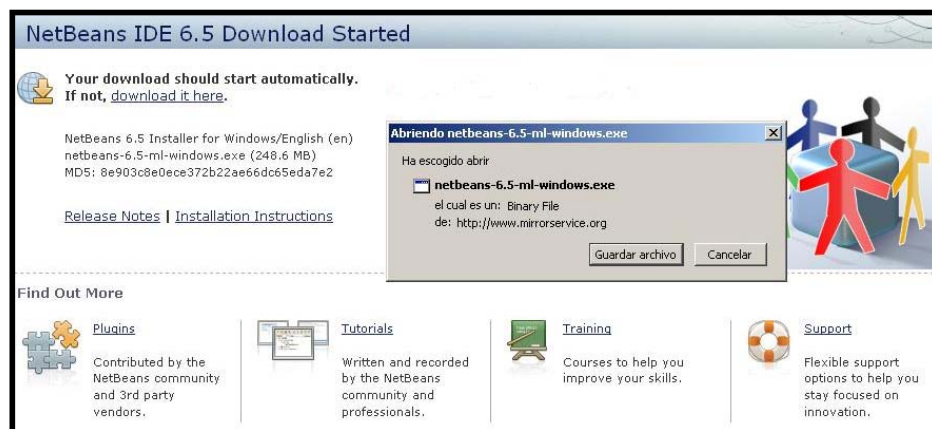 NetBeans IDE 6.5 Download Started
Your download should start automatically.
If not, download it here.
NetBeans 6.5 Installer for Windows/English (en)
netbeans-6.5-ml-windows.exe (248.6 MB)
MD5: 8e903c8e0ece372b22ae66dc65eda7e2
Release Notes | Installation Instructions
Abriendo netbeans-6.5-ml-windows.exe
Ha escogido abrir
netbeans-6.5-ml-windows.exe
el cual es un: Binary File
de: http://www.mirrorservice.org
Guardar archivo
Cancelar
Find Out More
Plugins
Contributed by the
NetBeans community
and 3rd party
vendors.
Tutorials
Written and recorded
by the NetBeans
community and
professionals.
Training
Courses to help you
improve your skills.
Support
Flexible support
options to help you
stay focused on
innovation.